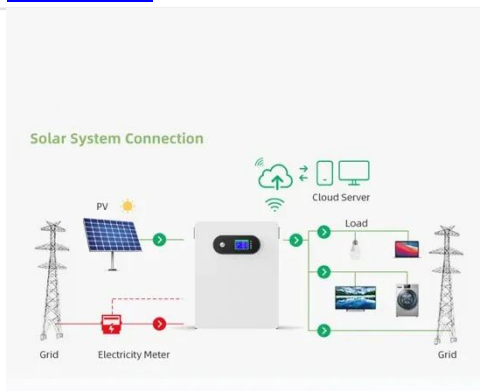 Solar System Connection
Cloud Server
PV
Load
Grid
Electricity Meter
Grid